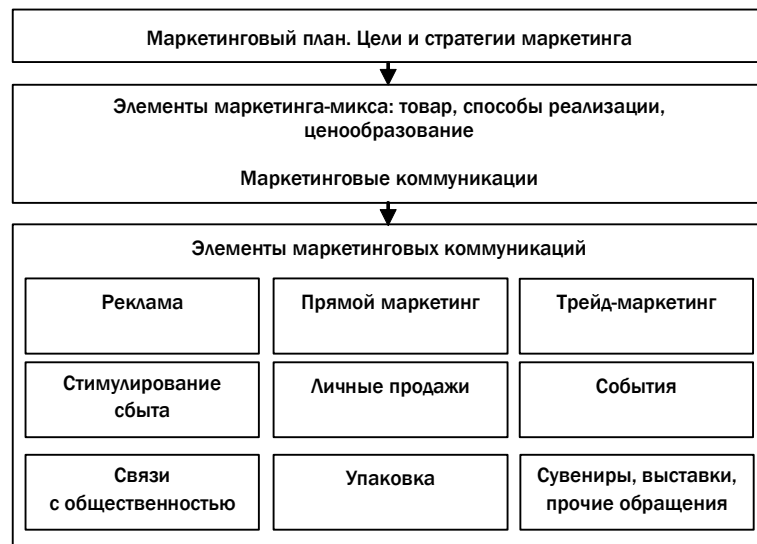 Маркетинговый план. Цели и стратегии маркетинга
Элементы маркетинга-микса: товар, способы реализации,
ценообразование
Маркетинговые коммуникации
Элементы маркетинговых коммуникаций
Реклама
Прямой маркетинг
Трейд-маркетинг
Стимулирование
сбыта
Личные продажи
События
Связи
с общественностью
Упаковка
Сувениры, выставки,
прочие обращения